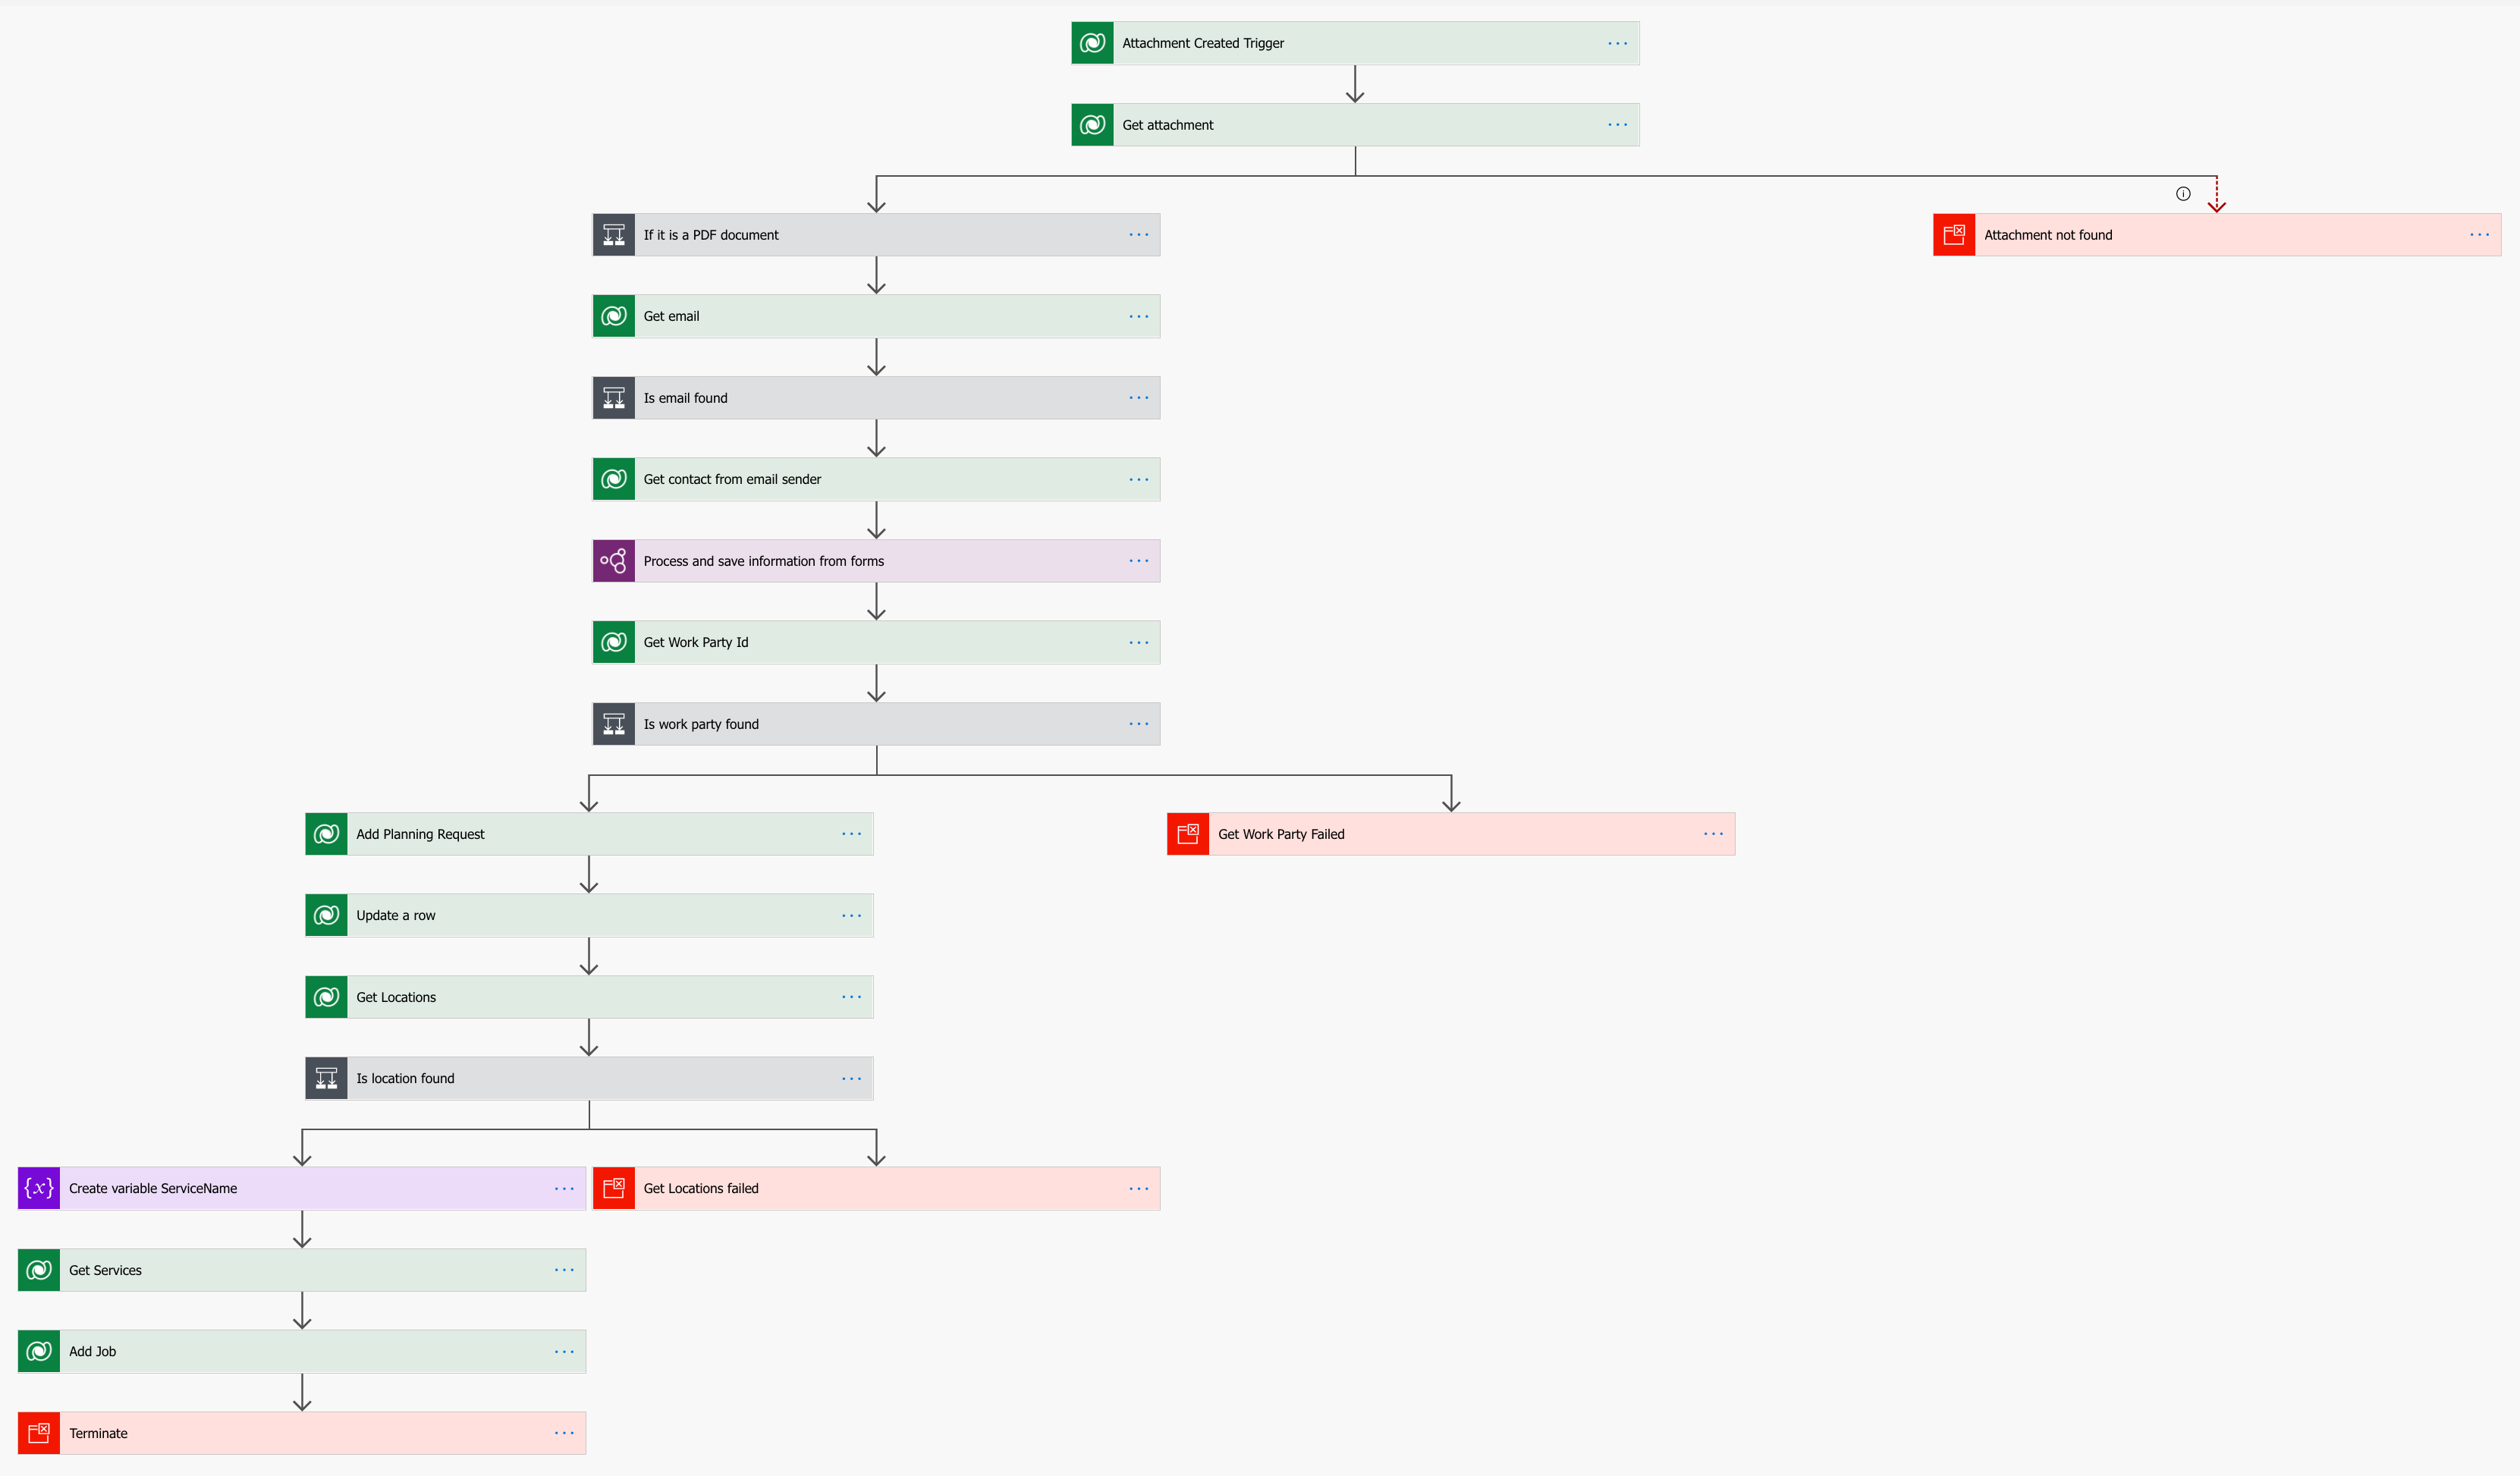 Attachment Created Trigger
Get attachment
If it is a PDF document
Attachment not found
Get email
Is email found
Get contact from email sender
Process and save information from forms
Get Work Party Id
Is work party found
Add Planning Request
Get Work Party Failed
Update a row
Get Locations
Is location found
{x} Create variable ServiceName
Get Locations failed
Get Services
Add Job
Terminate